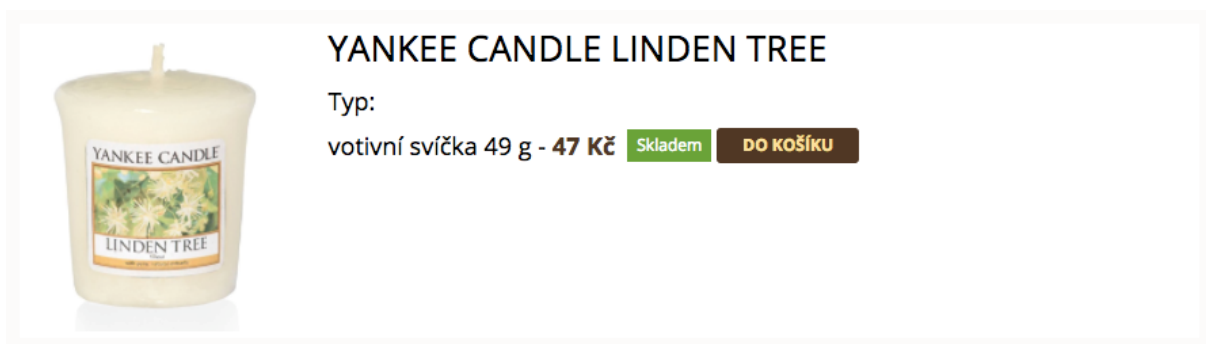 YANKEE CANDLE LINDEN TREE
Typ:
votivní svíčka 49 g - 47 Kč Skladem DO KOŠÍKU
YANKEE CANDLE
LINDEN TREE